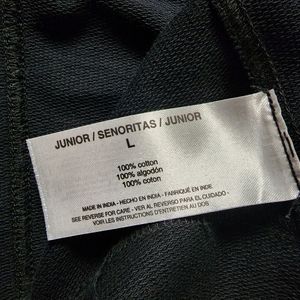 JUNIOR / SENORITAS / JUNIOR
L
100% cotton
100% algodón
100% coton
MADE IN INDIA - HECHO EN INDIA - FABRIQUÉ EN INDE
SEE REVERSE FOR CARE - VER AL REVERSO PARA EL CUIDADO -
VOIR LES INSTRUCTIONS D'ENTRETIEN AU DOS